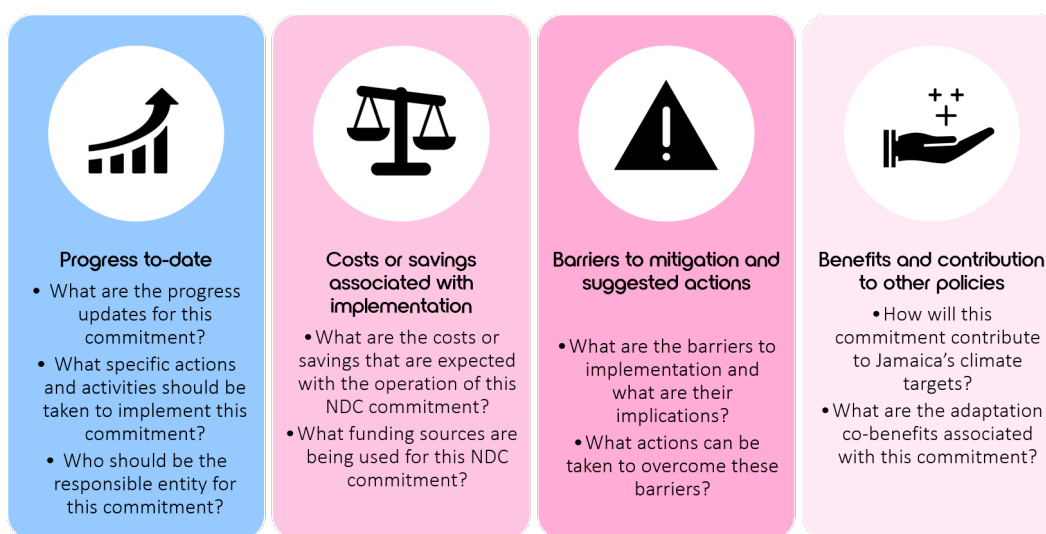 Progress to-date
• What are the progress
updates for this
commitment?
• What specific actions
and activities should be
taken to implement this
commitment?
• Who should be the
responsible entity for
this commitment?
Costs or savings
associated with
implementation
•What are the costs or
savings that are expected
with the operation of this
NDC commitment?
•What funding sources are
being used for this NDC
commitment?
Barriers to mitigation and
suggested actions
•What are the barriers to
implementation and
what are their
implications?
•What actions can be
taken to overcome these
barriers?
Benefits and contribution
to other policies
•How will this
commitment contribute
to Jamaica’s climate
targets?
•What are the adaptation
co-benefits associated
with this commitment?